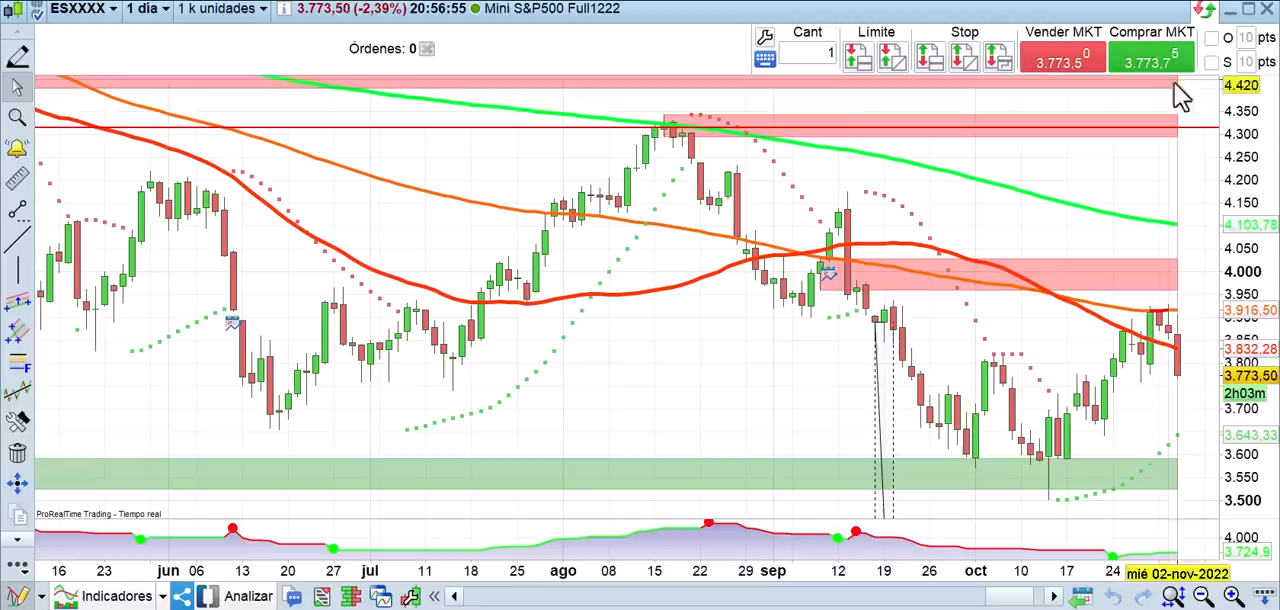 ESXXXX 1 día 1 k unidades 3.773,50 (-2,39%) 20:56:55 Mini S&P500 Full1222
Órdenes: 0
Cant Límite Stop Vender MKT Comprar MKT O 10 pts
1 3.773,5 0 3.773,7 5 S 10 pts
4.420
4.350
4.300
4.250
4.200
4.150
4,103,78
4.050
4.000
3.950
3.916,50
3.832,28
3.800
3.773,50
2h03m
3.700
3.643,33
3.600
3.550
3.500
ProRealTime Trading - Tiempo real
4.000
3.724,9
16 23 jun 06 13 20 27 jul 11 18 25 ago 08 15 22 29 sep 12 19 26 oct 10 17 24 mié 02-nov-2022
Indicadores Analizar